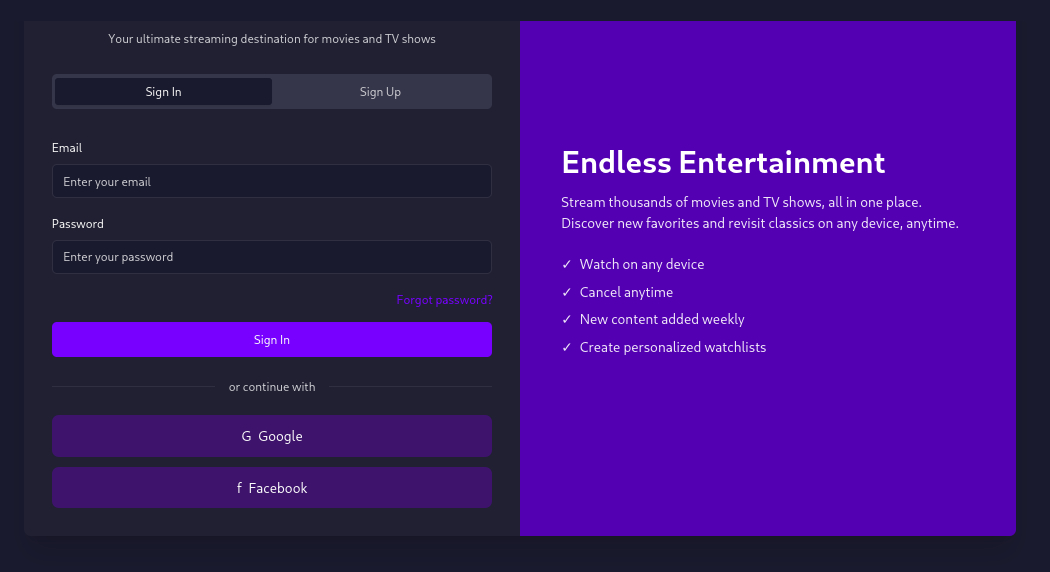 Your ultimate streaming destination for movies and TV shows
Sign In
Sign Up
Email
Enter your email
Password
Enter your password
Forgot password?
Sign In
or continue with
G Google
f Facebook
Endless Entertainment
Stream thousands of movies and TV shows, all in one place.
Discover new favorites and revisit classics on any device, anytime.
✓ Watch on any device
✓ Cancel anytime
✓ New content added weekly
✓ Create personalized watchlists